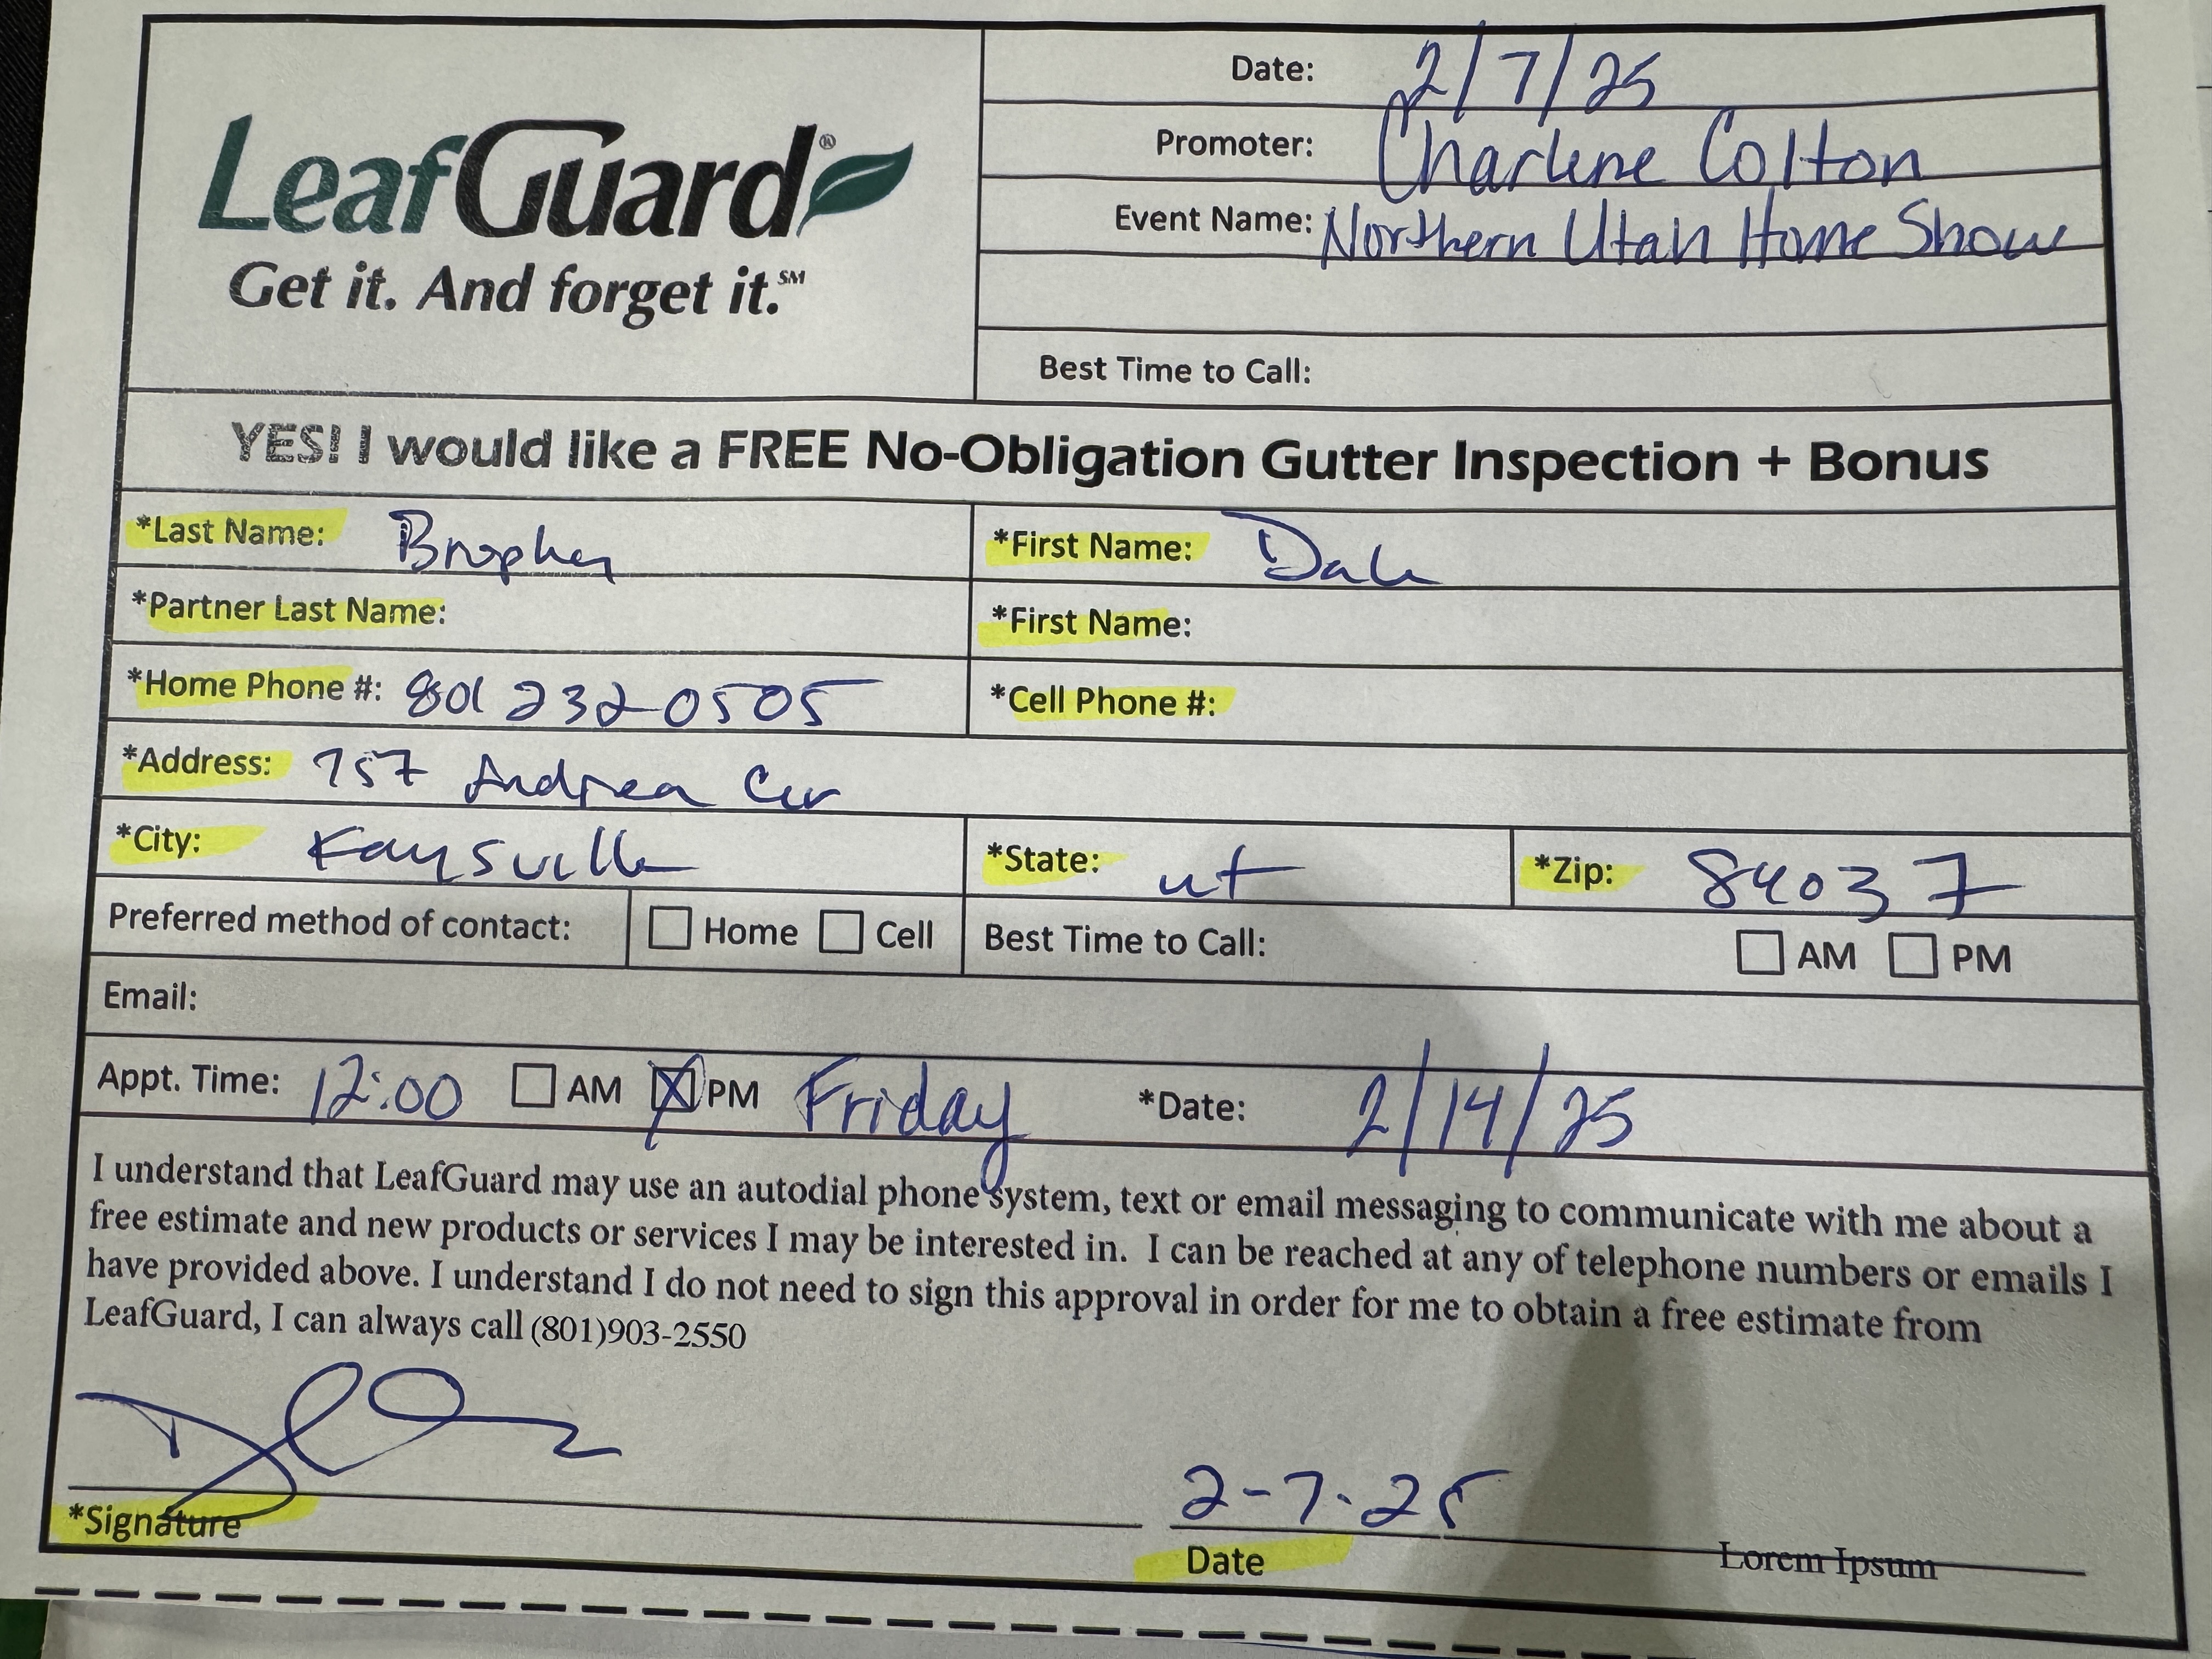 LeafGuard®
Get it. And forget it.℠
Date: 2/7/25
Promoter: Charlene Colton
Event Name: Northern Utah Home Show
Best Time to Call:
YES! I would like a FREE No-Obligation Gutter Inspection + Bonus
*Last Name: Bropher *First Name: Dale
*Partner Last Name: *First Name:
*Home Phone #: 801 232-0505 *Cell Phone #:
*Address: 757 Andrea Cir
*City: Kaysville *State: ut *Zip: 84037
Preferred method of contact: ☐ Home ☐ Cell Best Time to Call: ☐ AM ☐ PM
Email:
Appt. Time: 12:00 ☐ AM ☒ PM Friday *Date: 2/14/25
I understand that LeafGuard may use an autodial phone system, text or email messaging to communicate with me about a
free estimate and new products or services I may be interested in. I can be reached at any of telephone numbers or emails I
have provided above. I understand I do not need to sign this approval in order for me to obtain a free estimate from
LeafGuard, I can always call (801)903-2550
2-7-25
*Signature Date Lorem Ipsum